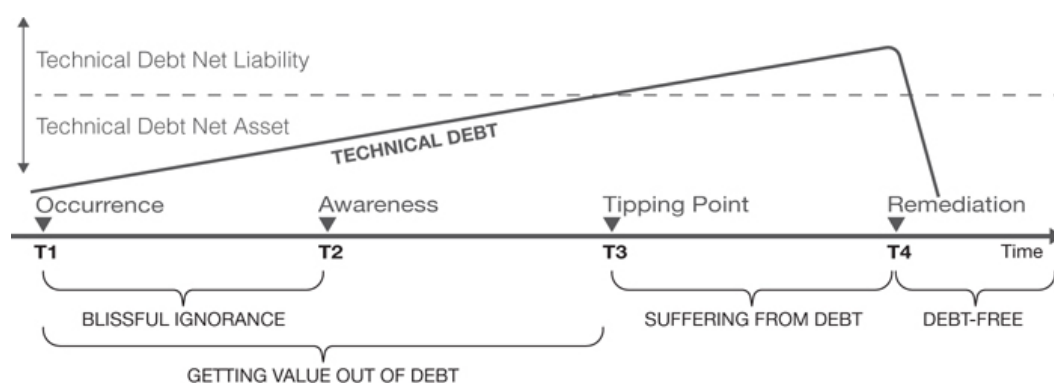 Technical Debt Net Liability
Technical Debt Net Asset
TECHNICAL DEBT
Occurrence
Awareness
Tipping Point
Remediation
T1
T2
T3
T4
Time
BLISSFUL IGNORANCE
SUFFERING FROM DEBT
DEBT-FREE
GETTING VALUE OUT OF DEBT